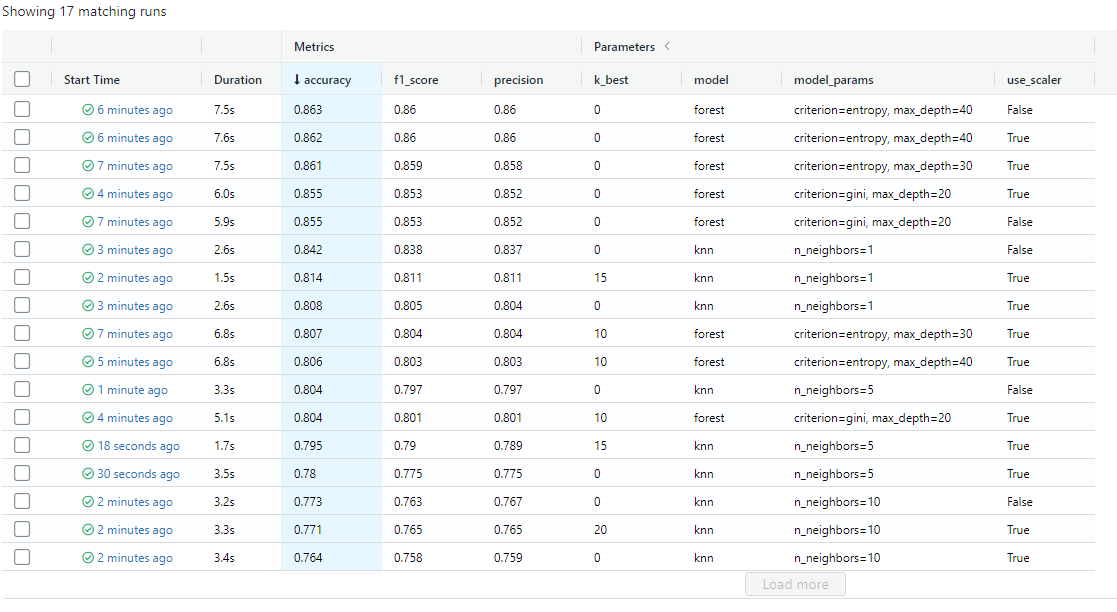 Showing 17 matching runs
Metrics Parameters <
Start Time Duration ↓ accuracy f1_score precision k_best model model_params use_scaler
6 minutes ago 7.5s 0.863 0.86 0.86 0 forest criterion=entropy, max_depth=40 False
6 minutes ago 7.6s 0.862 0.86 0.86 0 forest criterion=entropy, max_depth=40 True
7 minutes ago 7.5s 0.861 0.859 0.858 0 forest criterion=entropy, max_depth=30 True
4 minutes ago 6.0s 0.855 0.853 0.852 0 forest criterion=gini, max_depth=20 True
7 minutes ago 5.9s 0.855 0.853 0.852 0 forest criterion=gini, max_depth=20 False
3 minutes ago 2.6s 0.842 0.838 0.837 0 knn n_neighbors=1 False
2 minutes ago 1.5s 0.814 0.811 0.811 15 knn n_neighbors=1 True
3 minutes ago 2.6s 0.808 0.805 0.804 0 knn n_neighbors=1 True
7 minutes ago 6.8s 0.807 0.804 0.804 10 forest criterion=entropy, max_depth=30 True
5 minutes ago 6.8s 0.806 0.803 0.803 10 forest criterion=entropy, max_depth=40 True
1 minute ago 3.3s 0.804 0.797 0.797 0 knn n_neighbors=5 False
4 minutes ago 5.1s 0.804 0.801 0.801 10 forest criterion=gini, max_depth=20 True
18 seconds ago 1.7s 0.795 0.79 0.789 15 knn n_neighbors=5 True
30 seconds ago 3.5s 0.78 0.775 0.775 0 knn n_neighbors=5 True
2 minutes ago 3.2s 0.773 0.763 0.767 0 knn n_neighbors=10 False
2 minutes ago 3.3s 0.771 0.765 0.765 20 knn n_neighbors=10 True
2 minutes ago 3.4s 0.764 0.758 0.759 0 knn n_neighbors=10 True
Load more